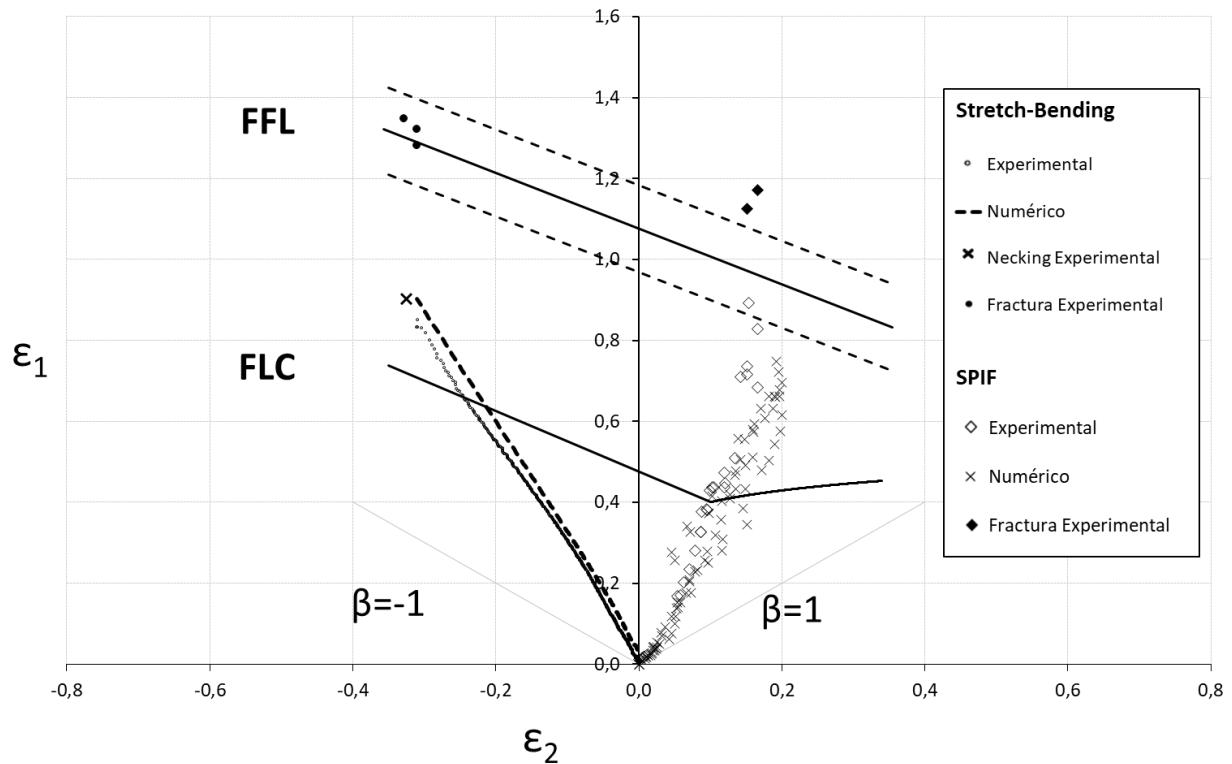 1,6
1,4
1,2
1,0
0,8
0,6
0,4
0,2
0,0
FFL
FLC
ε1
β=-1
β=1
-0,8
-0,6
-0,4
-0,2
0,0
0,2
0,4
0,6
0,8
ε2
Stretch-Bending
Experimental
Numérico
Necking Experimental
Fractura Experimental
SPIF
Experimental
Numérico
Fractura Experimental